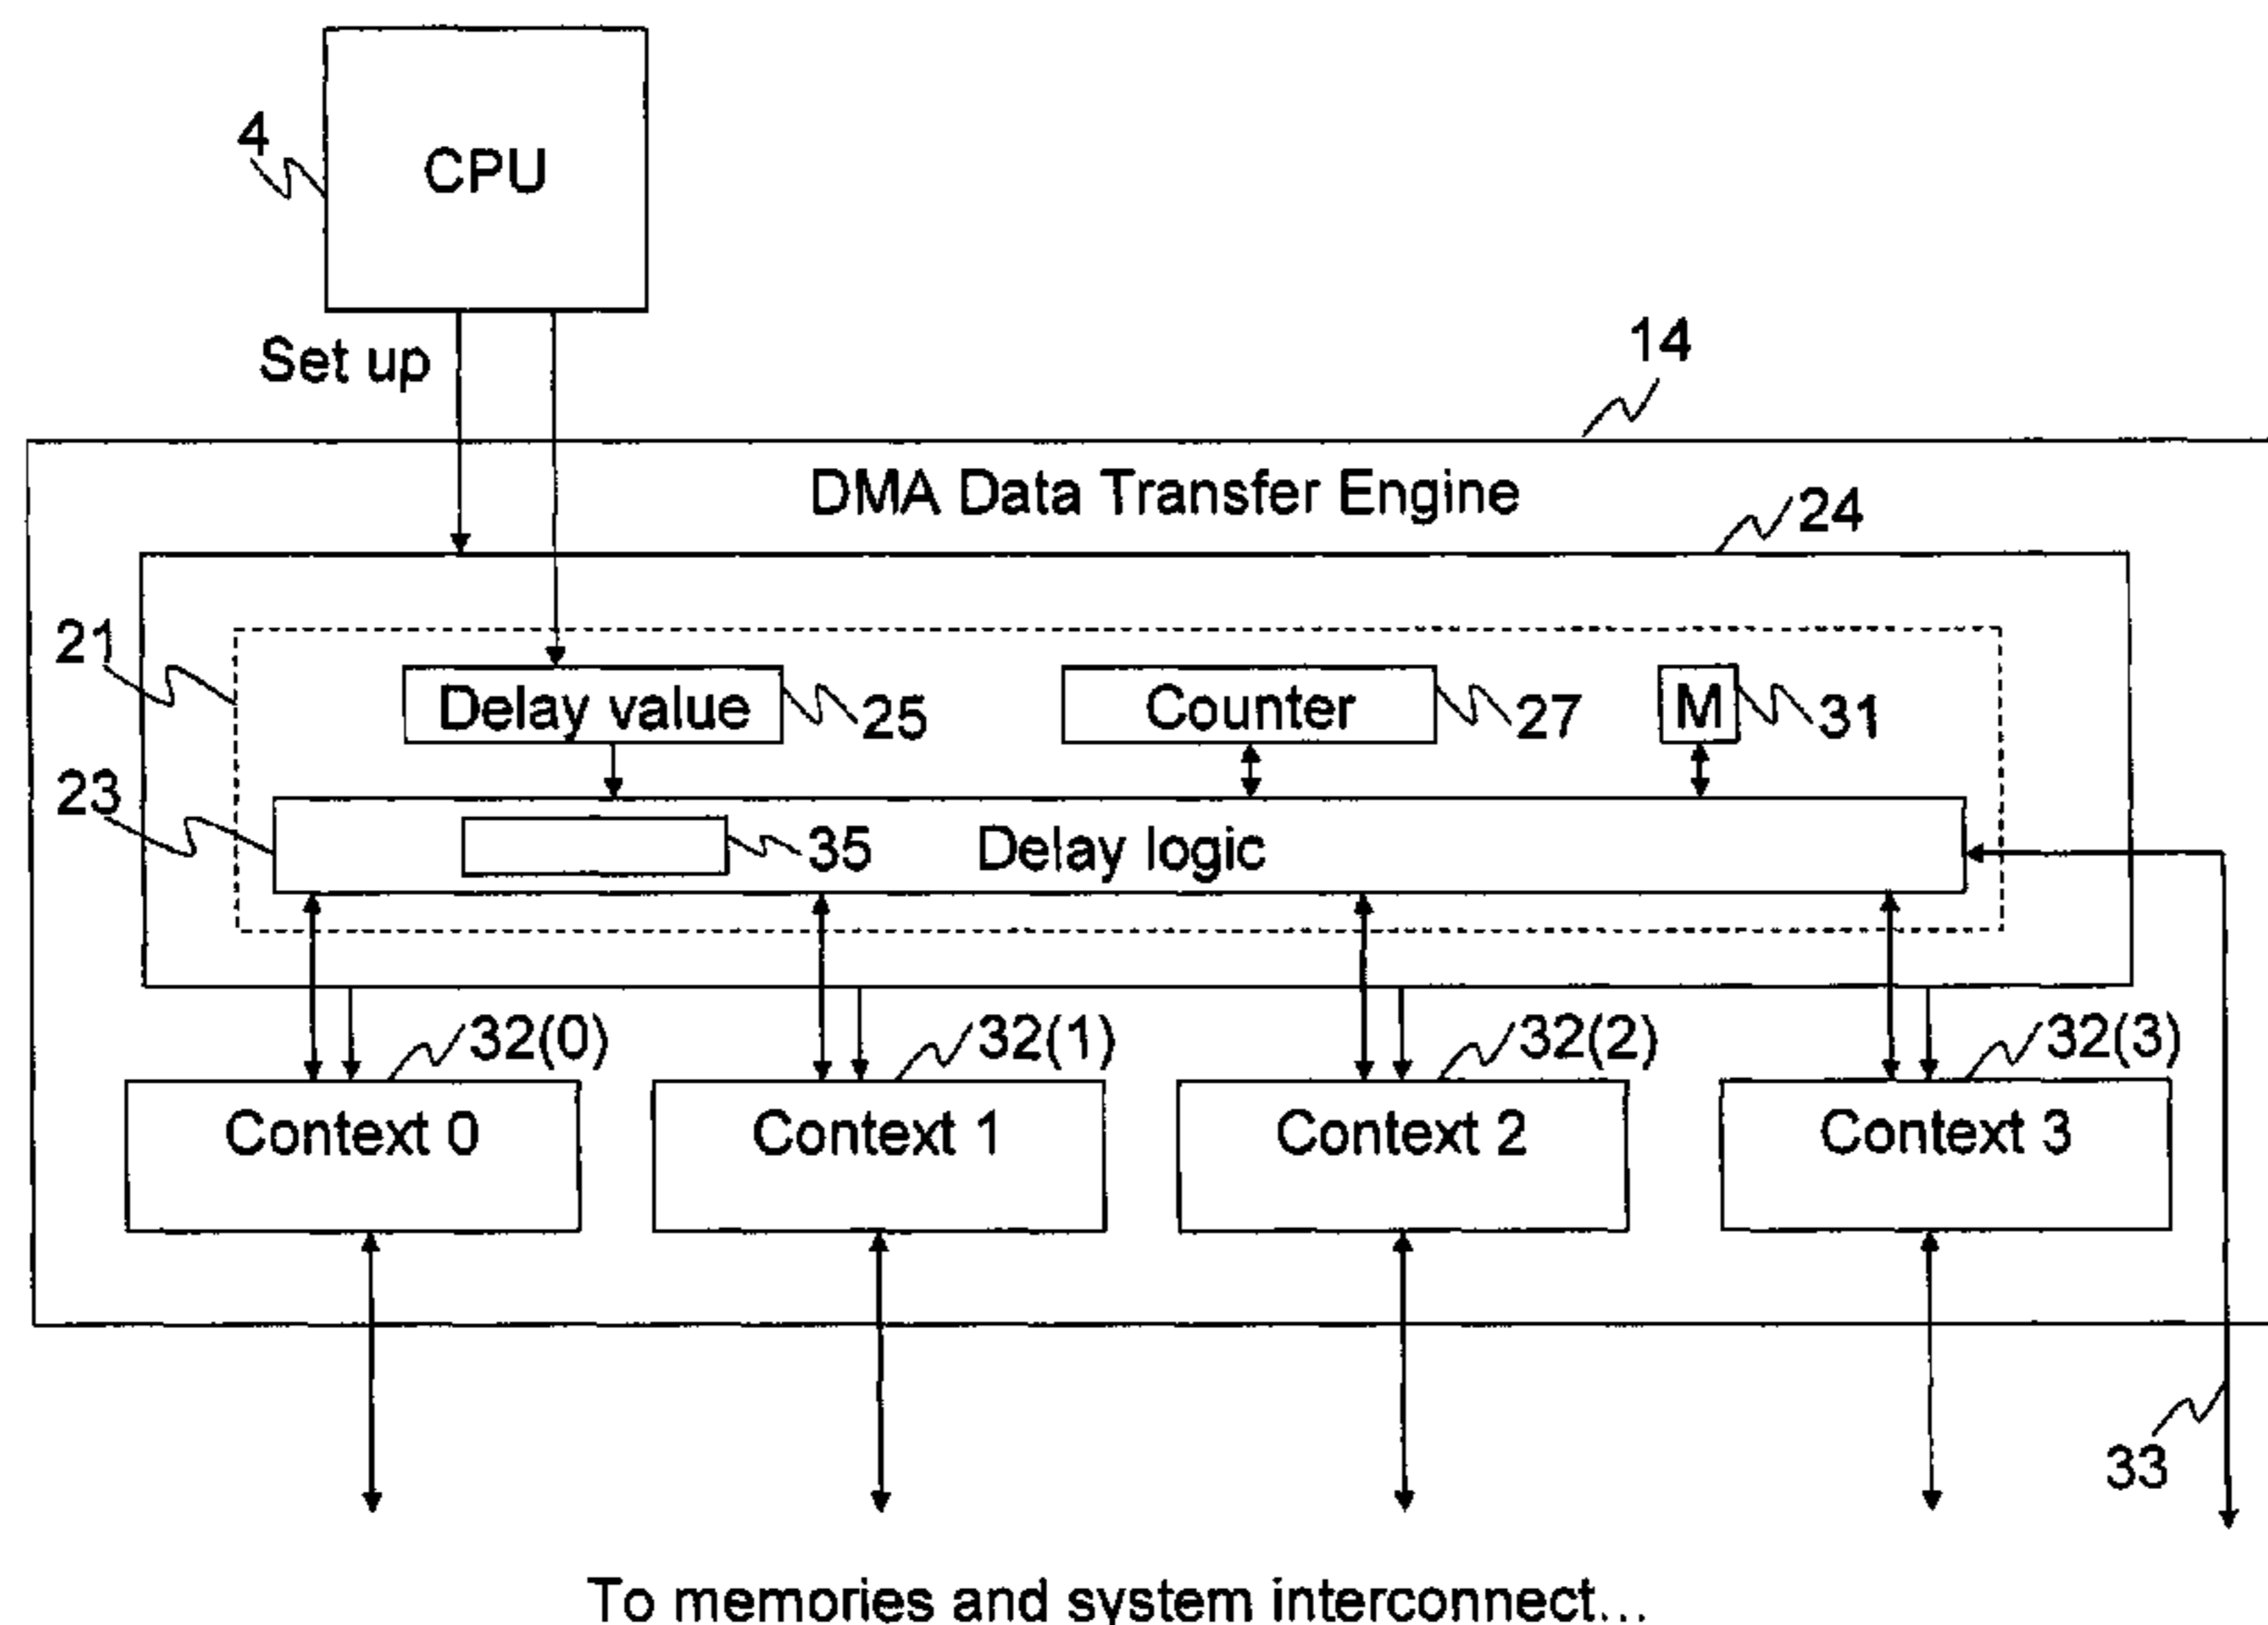 4
CPU
Set up
14
DMA Data Transfer Engine
24
21
Delay value
25
Counter
27
M
31
23
35
Delay logic
32(0)
32(1)
32(2)
32(3)
Context 0
Context 1
Context 2
Context 3
33
To memories and system interconnect...